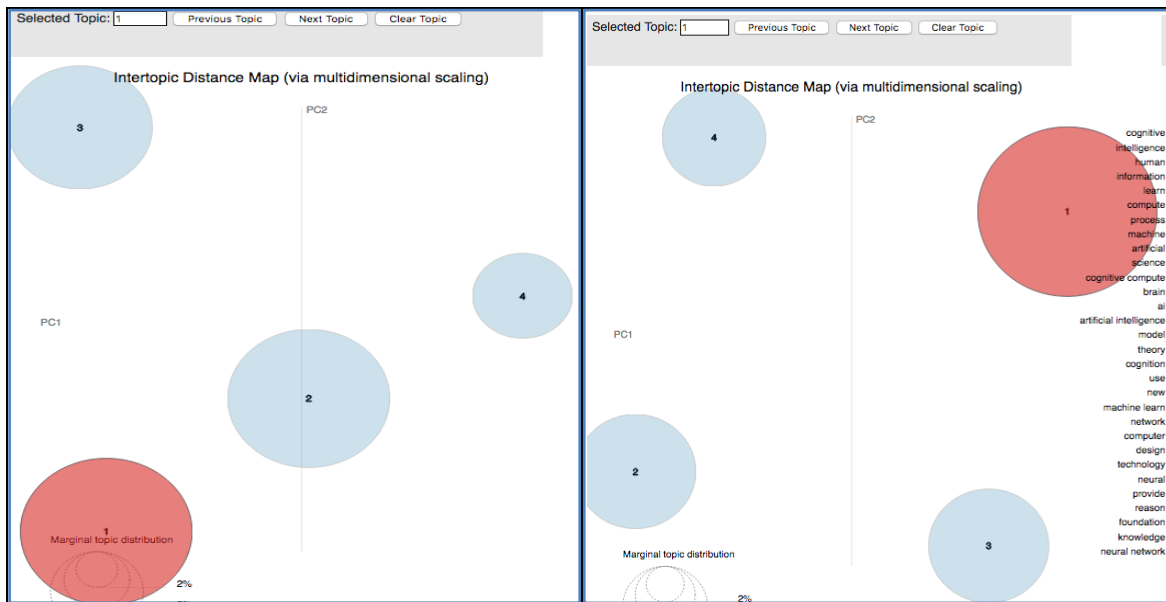 Selected Topic: 1 Previous Topic Next Topic Clear Topic
Intertopic Distance Map (via multidimensional scaling)
PC2
3
4
PC1
2
1
Marginal topic distribution
2%
Selected Topic: 1 Previous Topic Next Topic Clear Topic
Intertopic Distance Map (via multidimensional scaling)
PC2
4
1
PC1
2
3
Marginal topic distribution
2%
cognitive
intelligence
human
information
learn
compute
process
machine
artificial
science
cognitive compute
brain
ai
artificial intelligence
model
theory
cognition
use
new
machine learn
network
computer
design
technology
neural
provide
reason
foundation
knowledge
neural network